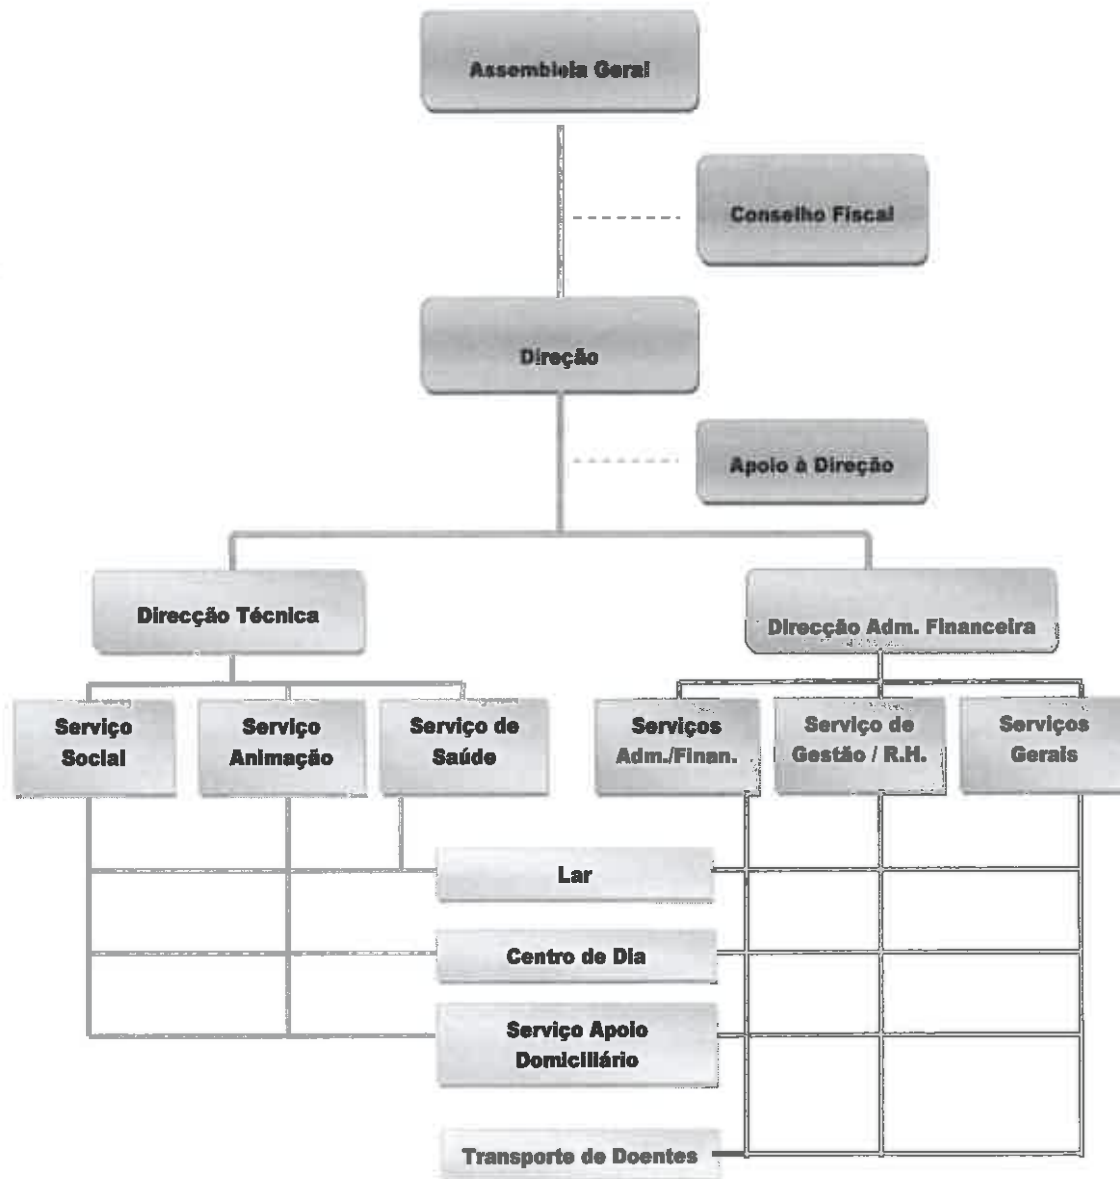 Assembleia Geral
Conselho Fiscal
Direção
Apoio à Direção
Direcção Técnica
Direcção Adm. Financeira
Serviço
Social
Serviço
Animação
Serviço de
Saúde
Serviços
Adm./Finan.
Serviço de
Gestão / R.H.
Serviços
Gerais
Lar
Centro de Dia
Serviço Apoio
Domiciliário
Transporte de Doentes